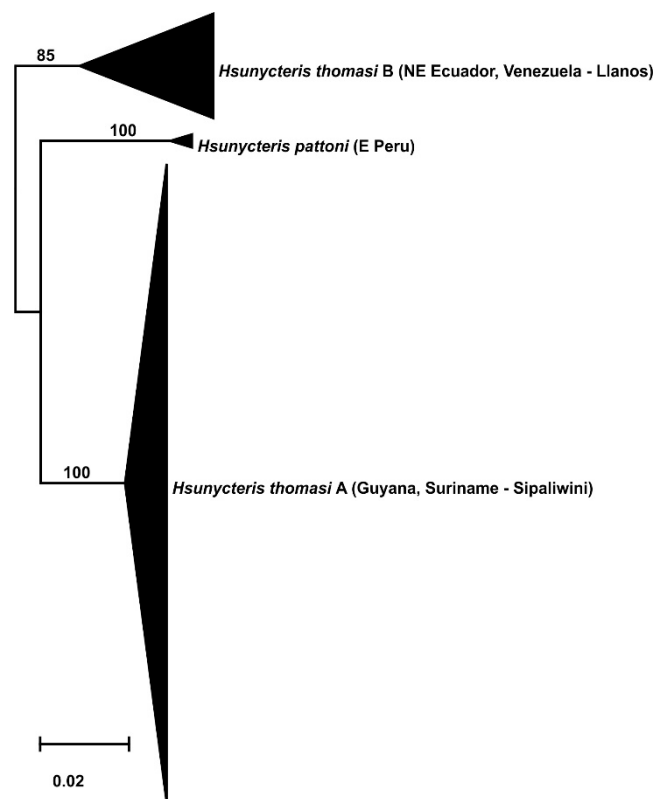 85
Hsunycteris thomasi B (NE Ecuador, Venezuela - Llanos)
100
Hsunycteris pattoni (E Peru)
100
Hsunycteris thomasi A (Guyana, Suriname - Sipaliwini)
0.02